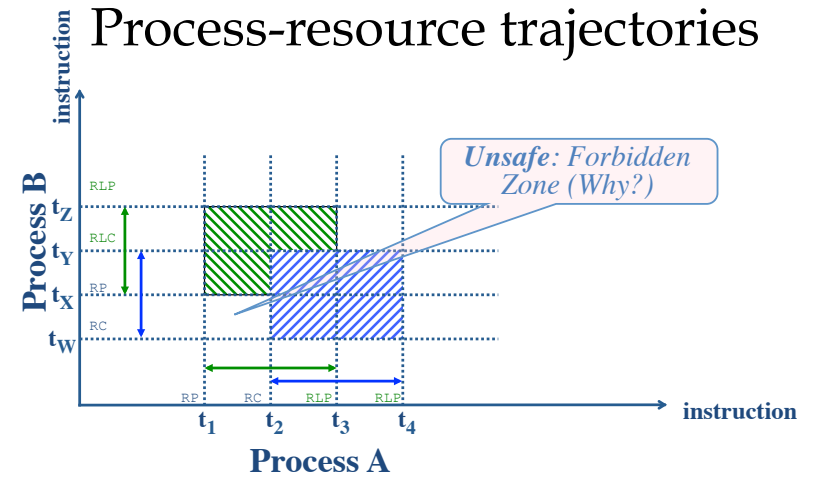 Process-resource trajectories
instruction
Unsafe: Forbidden
Zone (Why?)
Process B
RLP
tZ
RLC
tY
RP
tX
RC
tW
RP
RC
RLP
RLP
t1
t2
t3
t4
instruction
Process A